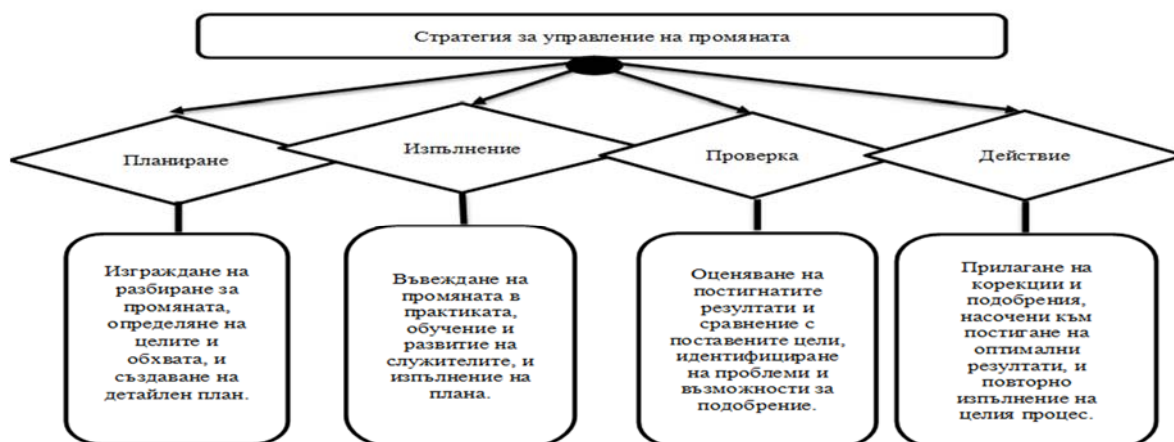 Стратегия за управление на промяната
Планиране
Изпълнение
Проверка
Действие
Изграждане на
разбиране за
промяната,
определяне на
целите и
обхвата, и
създаване на
детайлен план.
Въвеждане на
промяната в
практиката,
обучение и
развитие на
служителите, и
изпълнение на
плана.
Оценяване на
постигнатите
резултати и
сравнение с
поставените цели,
идентифициране
на проблеми и
възможности за
подобрение.
Прилагане на
корекции и
подобрения,
насочени към
постигане на
оптимални
резултати, и
повторно
изпълнение на
целия процес.